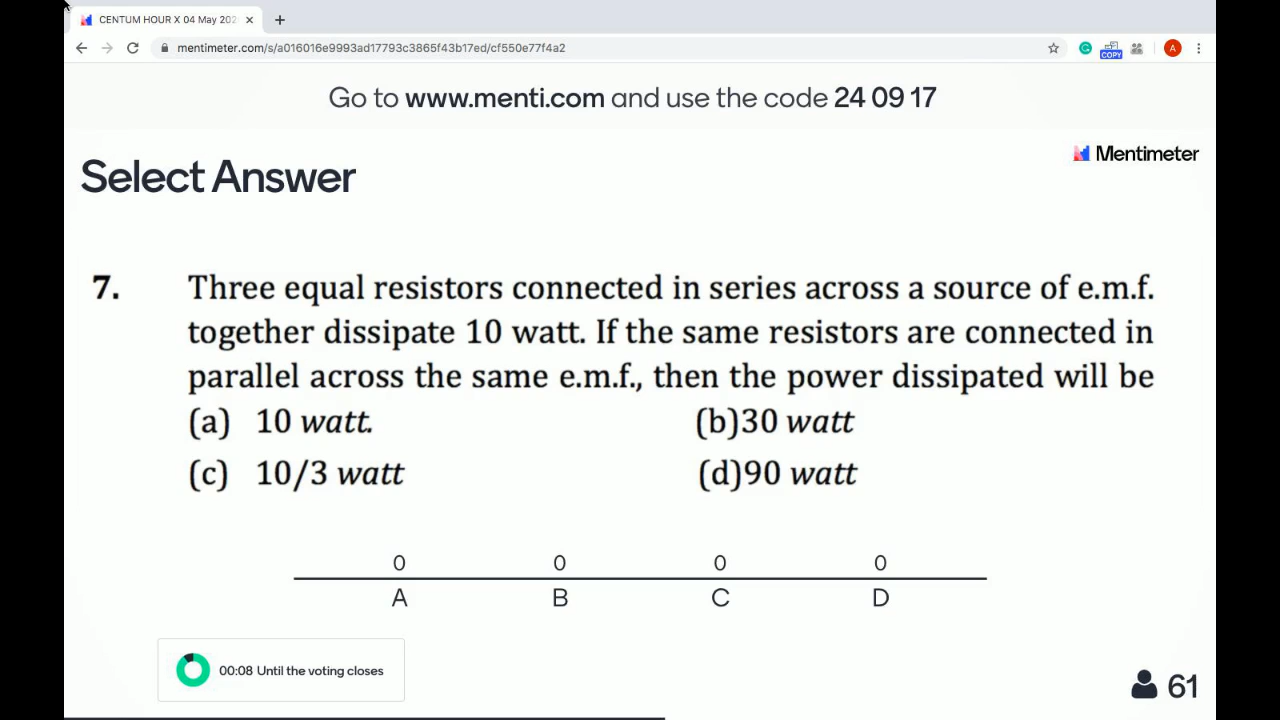 CENTUM HOUR X 04 May 202
mentimeter.com/s/a016016e9993ad17793c3865f43b17ed/cf550e77f4a2
COPY
A
Go to www.menti.com and use the code 24 09 17
Mentimeter
Select Answer
7. Three equal resistors connected in series across a source of e.m.f.
together dissipate 10 watt. If the same resistors are connected in
parallel across the same e.m.f., then the power dissipated will be
(a) 10 watt. (b)30 watt
(c) 10/3 watt (d)90 watt
0 0 0 0
A B C D
00:08 Until the voting closes
61